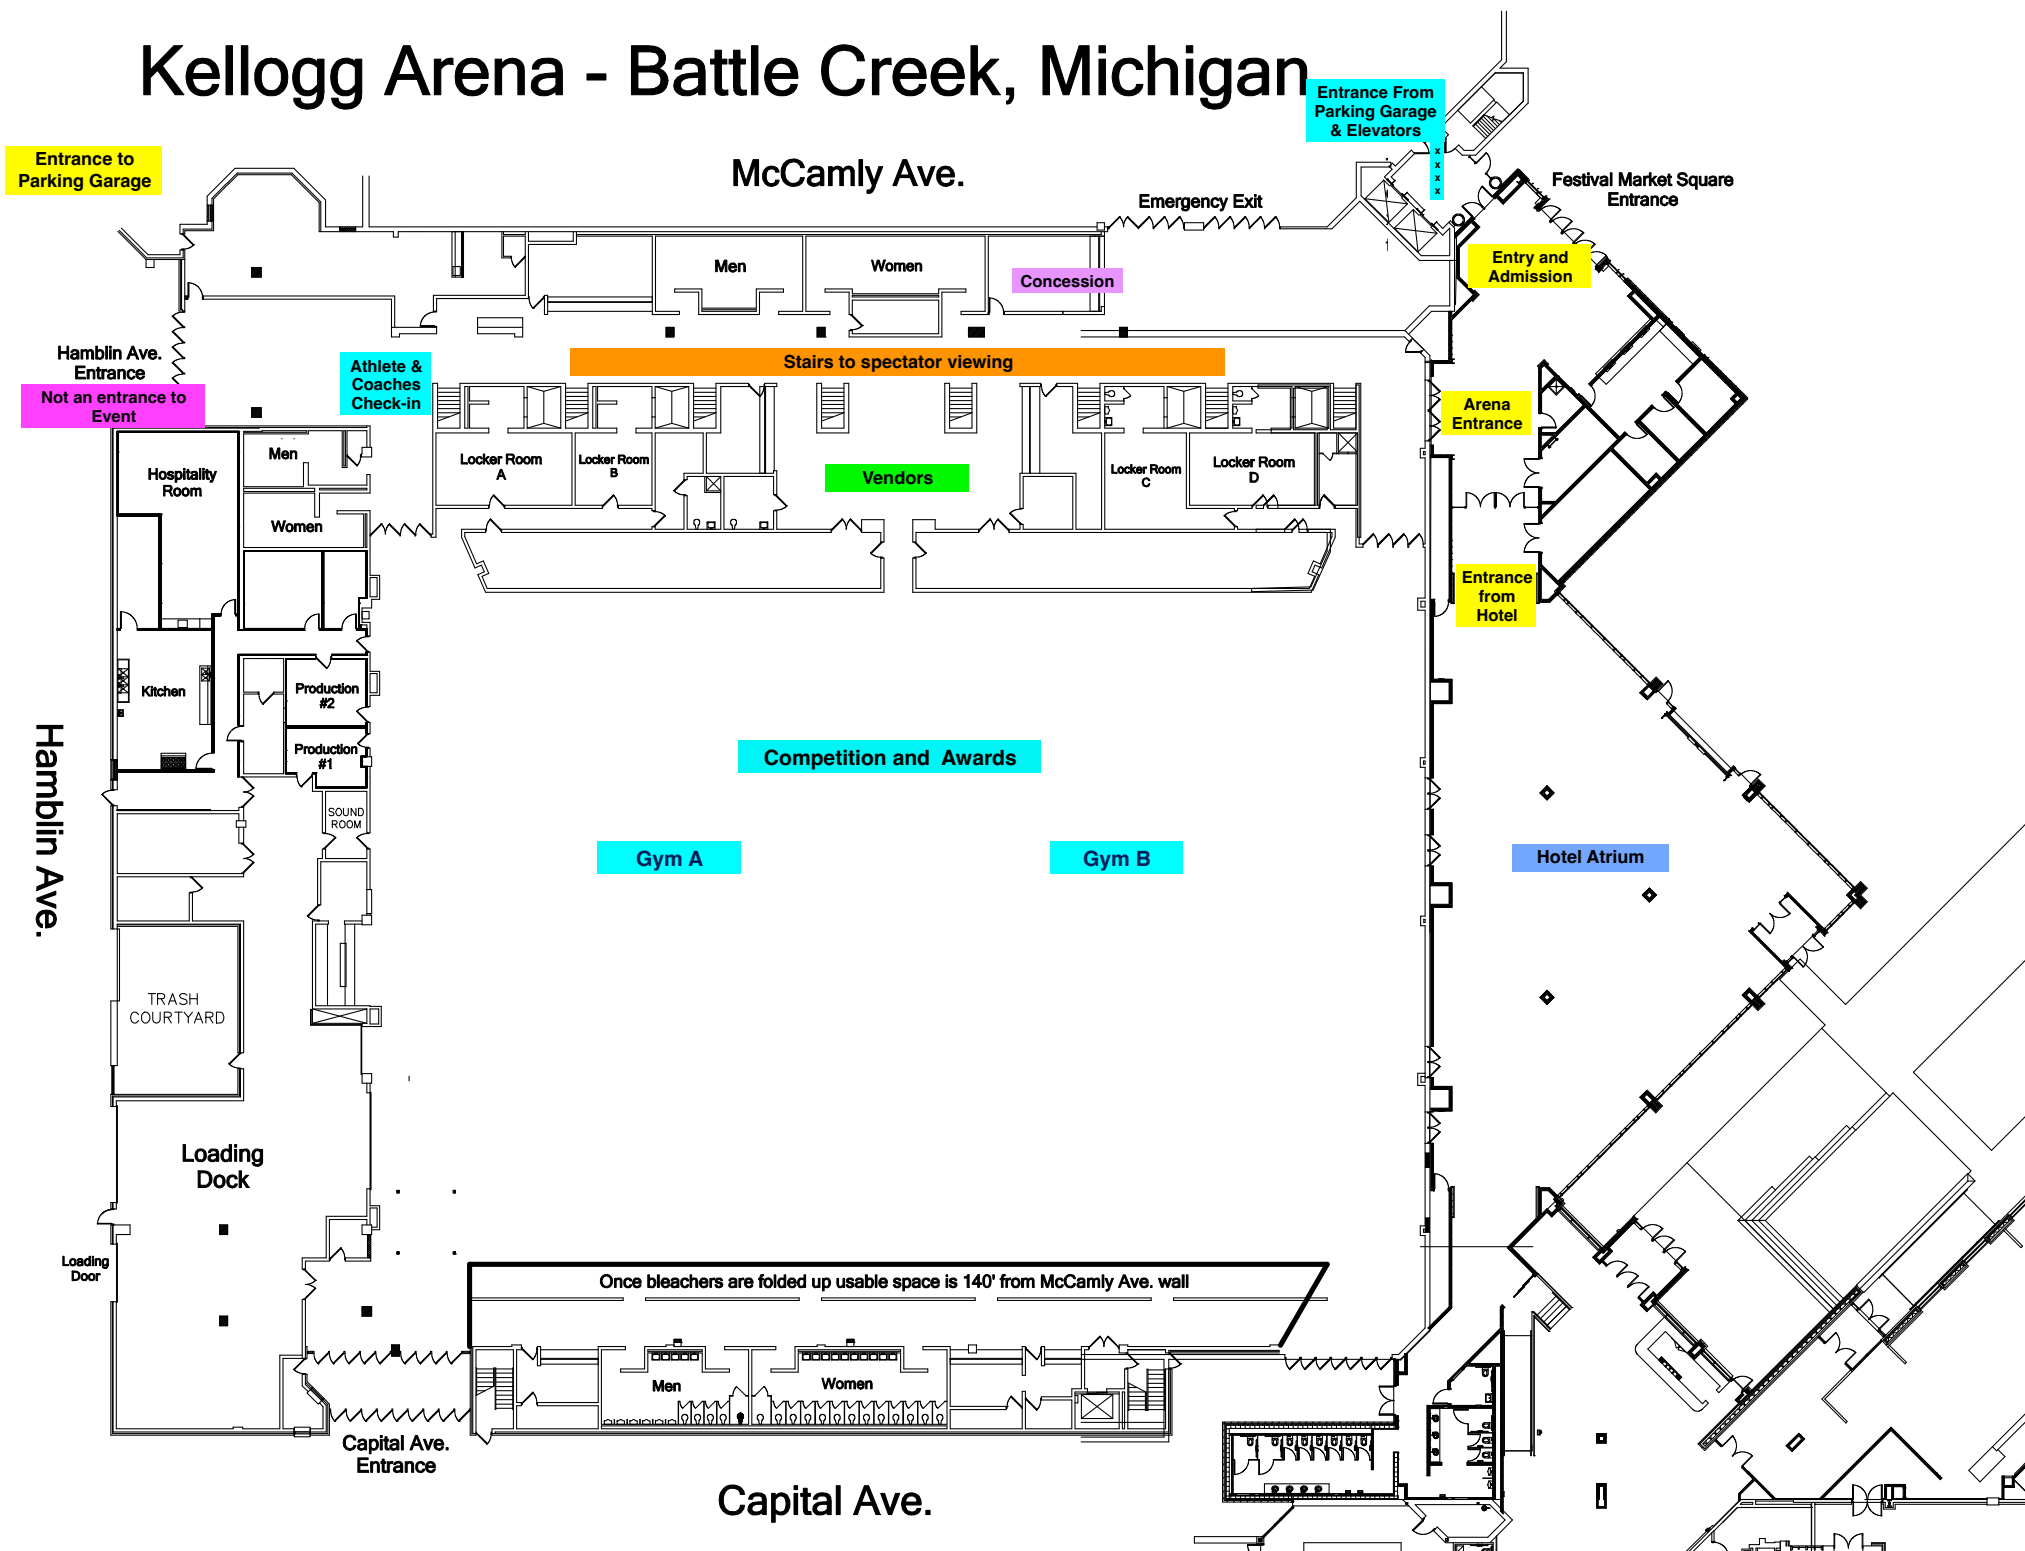 Kellogg Arena - Battle Creek, Michigan
Entrance From
Parking Garage
& Elevators
x
x
x
x
Entrance to
Parking Garage
McCamly Ave.
Emergency Exit
Festival Market Square
Entrance
Men
Women
Concession
Entry and
Admission
Hamblin Ave.
Entrance
Not an entrance to
Event
Athlete &
Coaches
Check-in
Stairs to spectator viewing
Arena
Entrance
Hospitality
Room
Men
Women
Locker Room
A
Locker Room
B
Vendors
Locker Room
C
Locker Room
D
Entrance
from
Hotel
Kitchen
Production
#2
Production
#1
SOUND
ROOM
Hamblin Ave.
Competition and  Awards
Gym A
Gym B
Hotel Atrium
TRASH
COURTYARD
Loading
Dock
Loading
Door
Once bleachers are folded up usable space is 140' from McCamly Ave. wall
Men
Women
Capital Ave.
Entrance
Capital Ave.